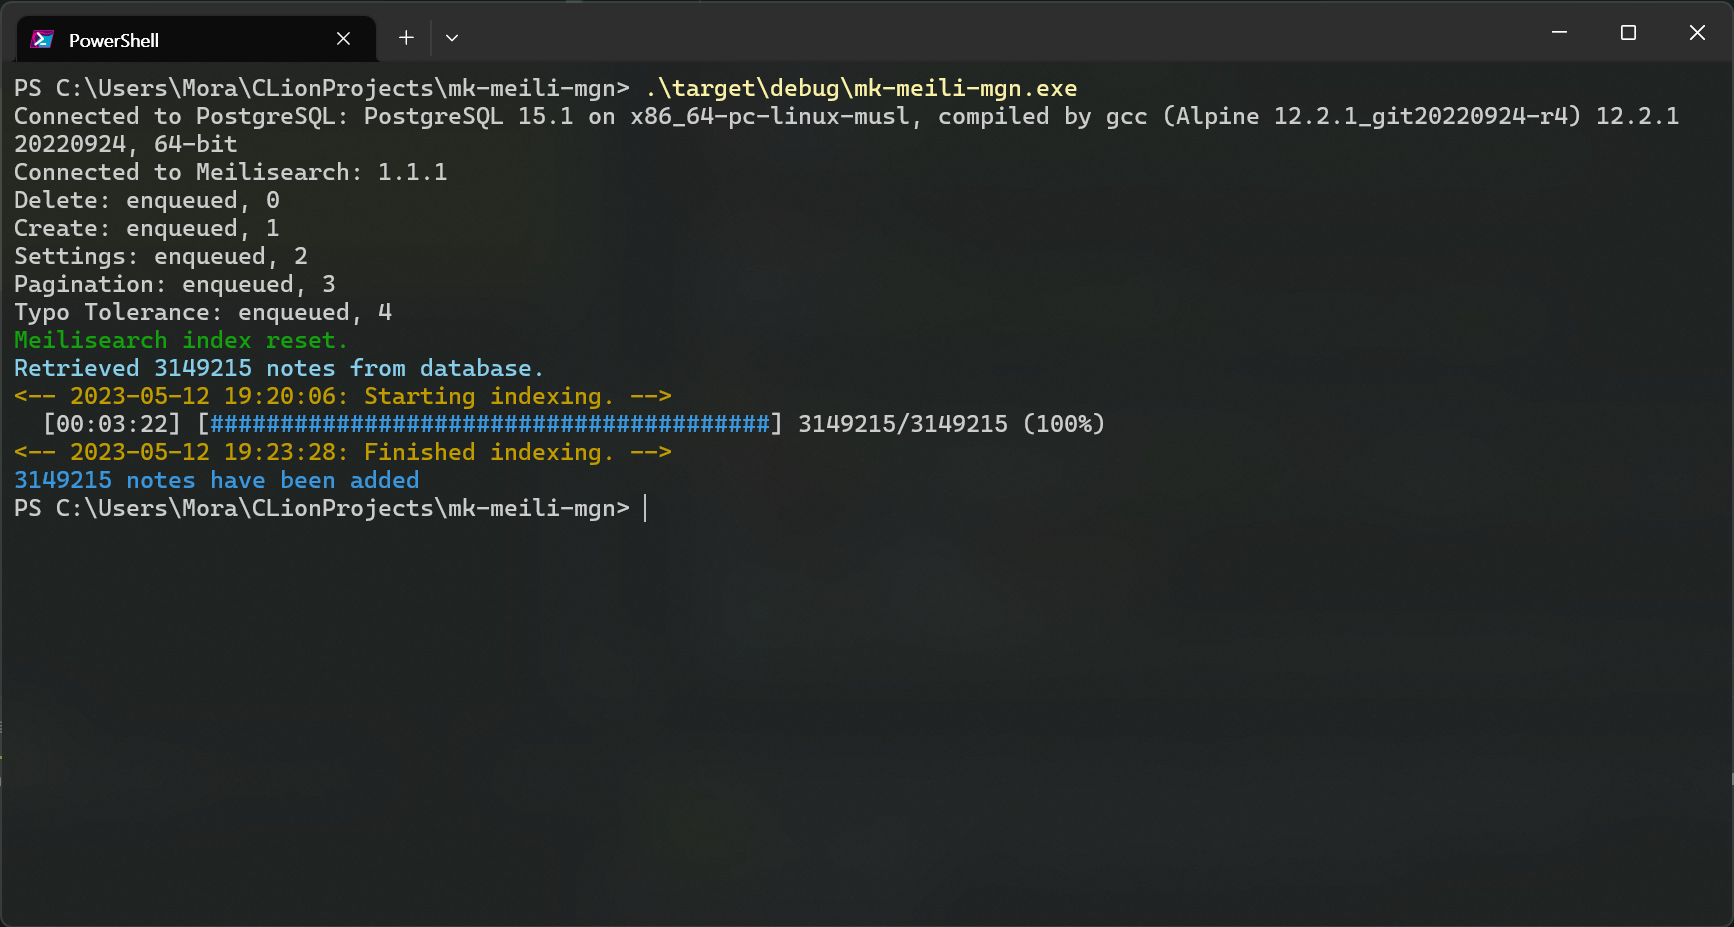 PowerShell
PS C:\Users\Mora\CLionProjects\mk-meili-mgn> .\target\debug\mk-meili-mgn.exe
Connected to PostgreSQL: PostgreSQL 15.1 on x86_64-pc-linux-musl, compiled by gcc (Alpine 12.2.1_git20220924-r4) 12.2.1
20220924, 64-bit
Connected to Meilisearch: 1.1.1
Delete: enqueued, 0
Create: enqueued, 1
Settings: enqueued, 2
Pagination: enqueued, 3
Typo Tolerance: enqueued, 4
Meilisearch index reset.
Retrieved 3149215 notes from database.
<-- 2023-05-12 19:20:06: Starting indexing. -->
[00:03:22] [########################################] 3149215/3149215 (100%)
<-- 2023-05-12 19:23:28: Finished indexing. -->
3149215 notes have been added
PS C:\Users\Mora\CLionProjects\mk-meili-mgn>